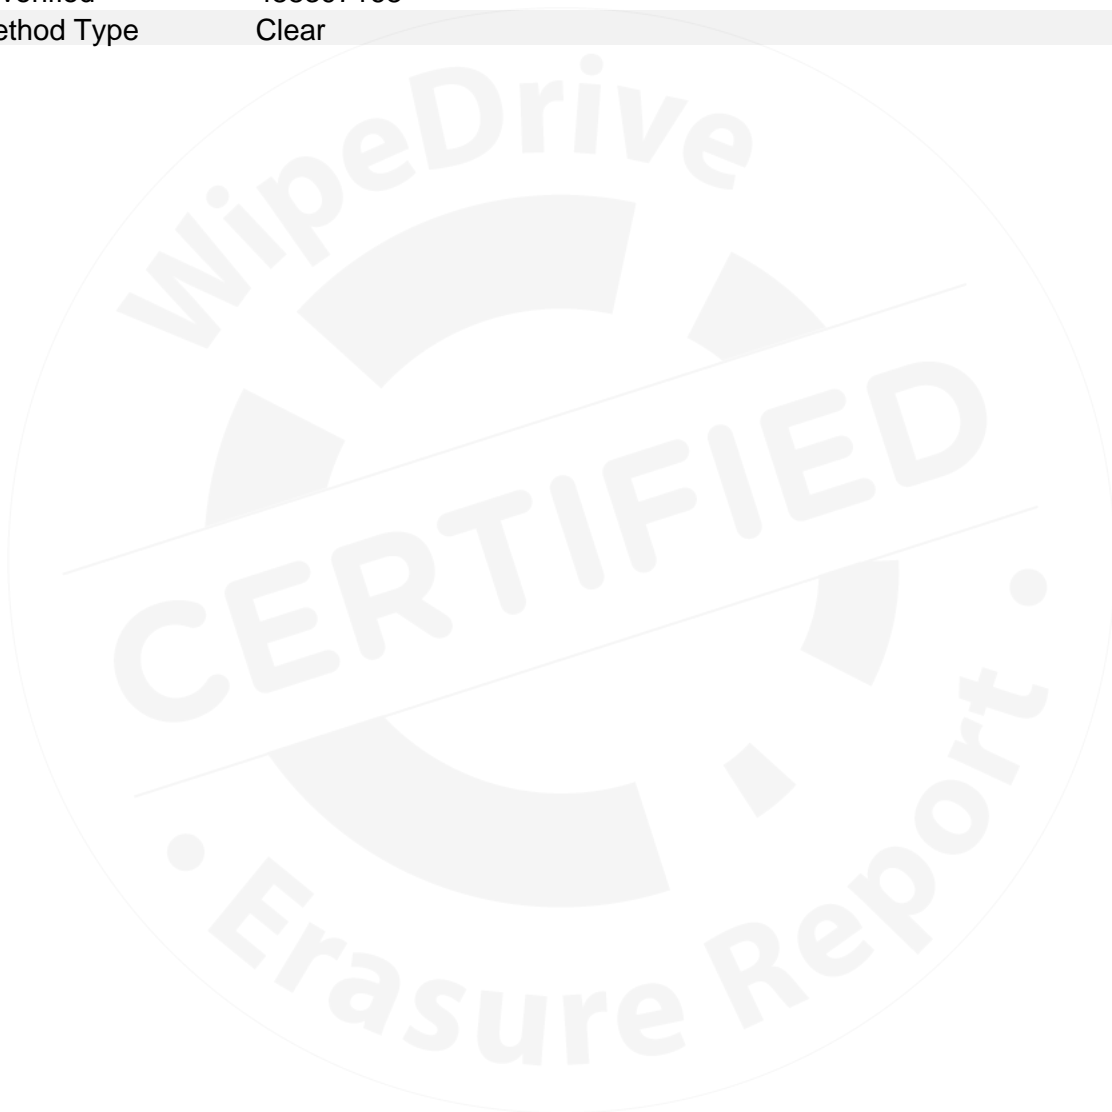 ethod Type Clear
WipeDrive
CERTIFIED
• Erasure Report •